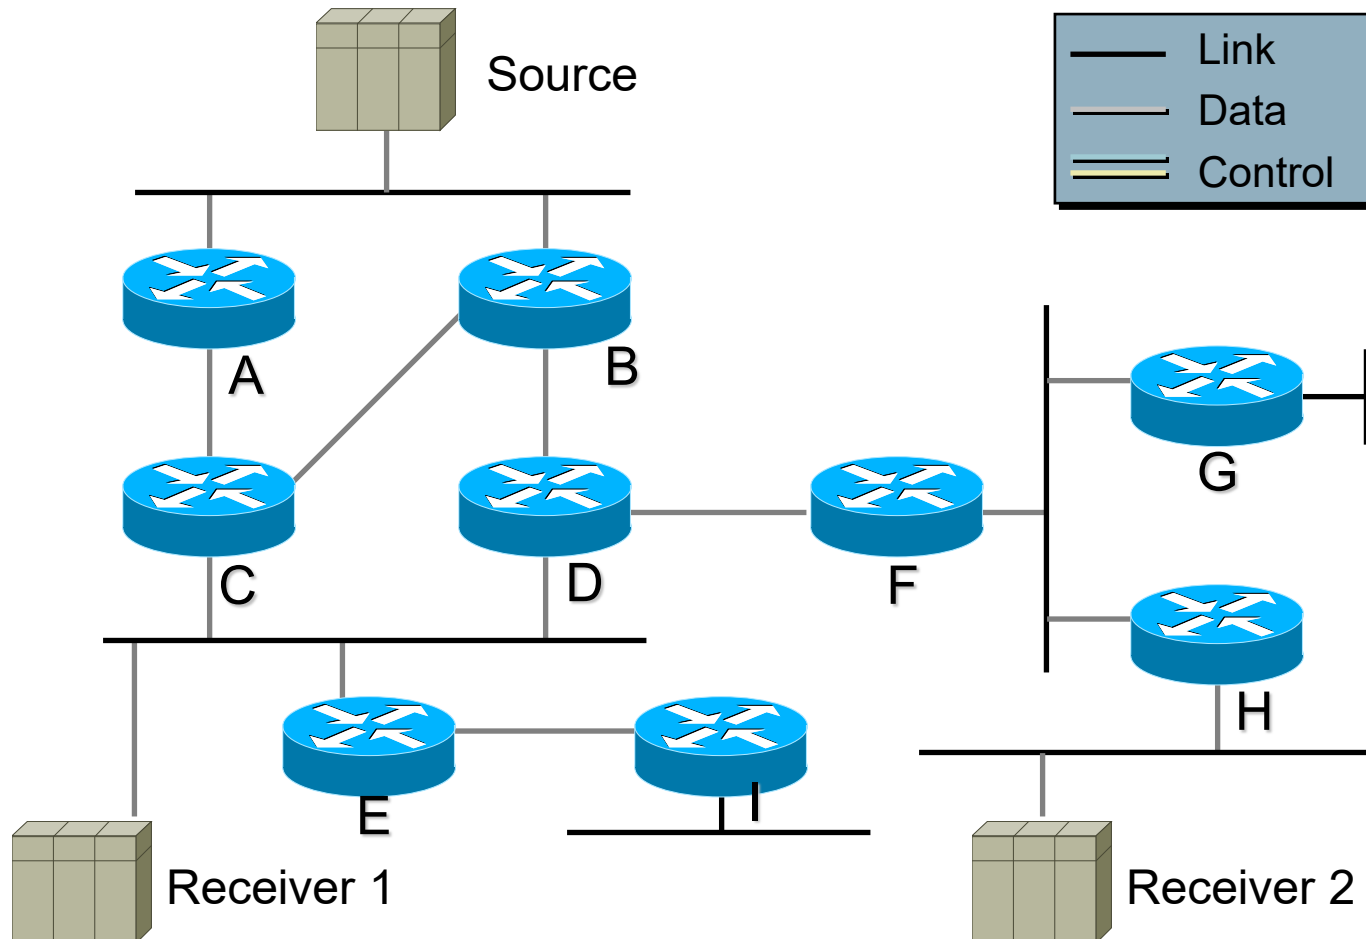 Source
Link
Data
Control
A
B
G
C
D
F
H
E
I
Receiver 1
Receiver 2